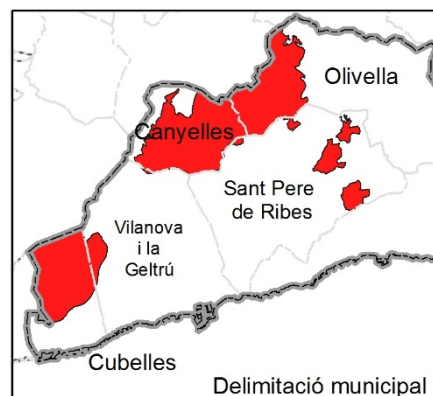 Olivella
Canyelles
Sant Pere
de Ribes
Vilanova
i la
Geltrú
Cubelles
Delimitació municipal